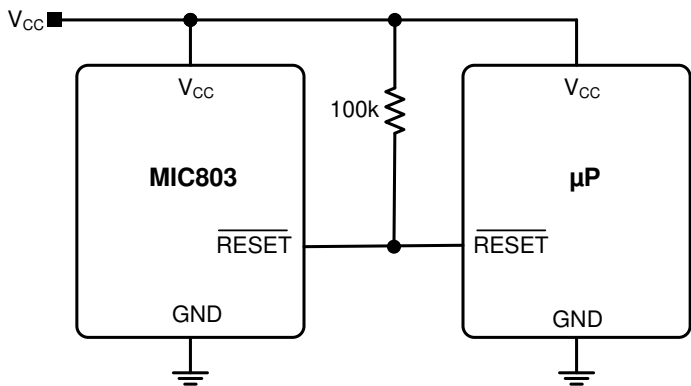 VCC
VCC
VCC
100k
MIC803
µP
RESET
RESET
GND
GND